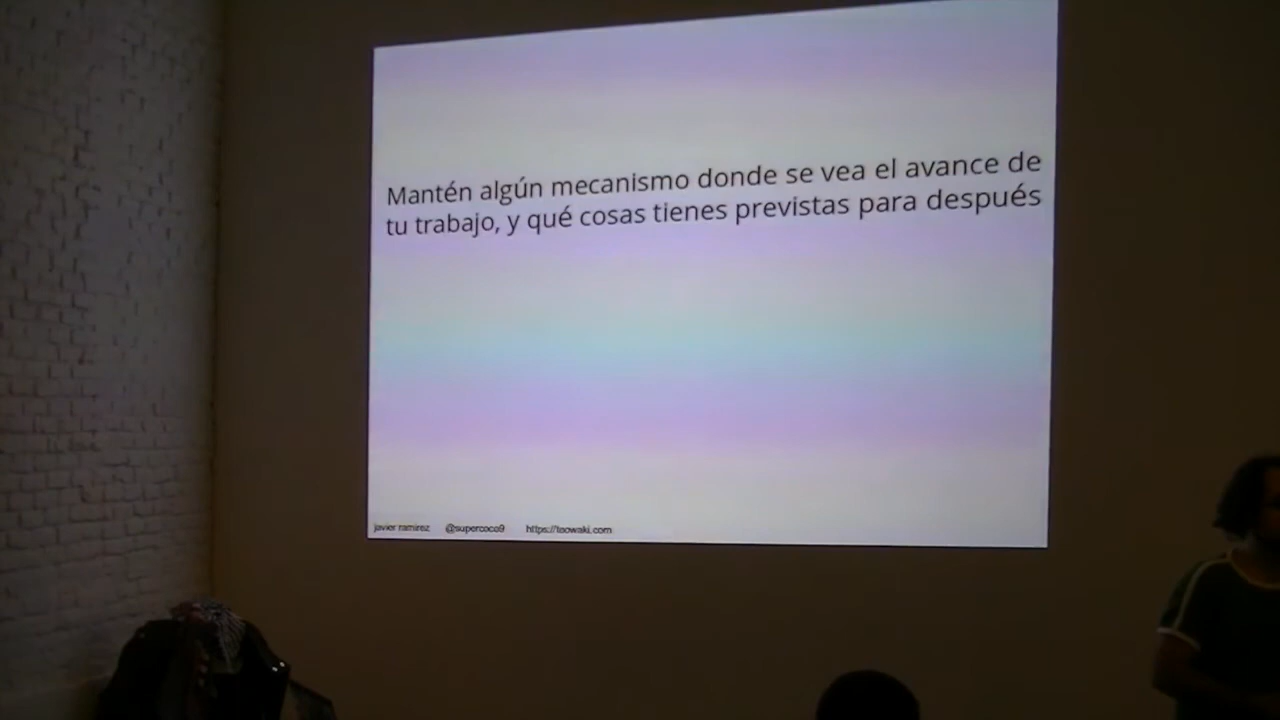 Mantén algún mecanismo donde se vea el avance de
tu trabajo, y qué cosas tienes previstas para después
javier ramirez @supercoco9 https://teowaki.com